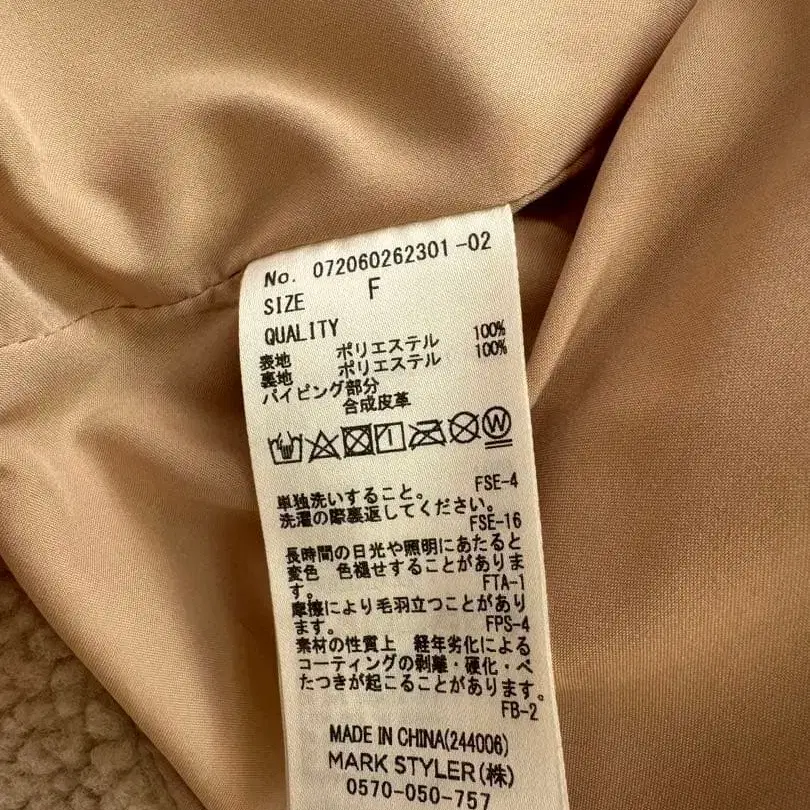 No. 072060262301-02
SIZE F
QUALITY
表地 ポリエステル 100%
裏地 ポリエステル 100%
パイピング部分
合成皮革
W
FSE-4
単独洗いすること。
洗濯の際裏返してください。
FSE-16
長時間の日光や照明にあたると
変色 色褪せすることがありま
す。
FTA-1
摩擦により毛羽立つことがあり
ます。
FPS-4
素材の性質上 経年劣化による
コーティングの剥離・硬化・べ
たつきが起こることがあります。
FB-2
MADE IN CHINA(244006)
MARK STYLER(株)
0570-050-757